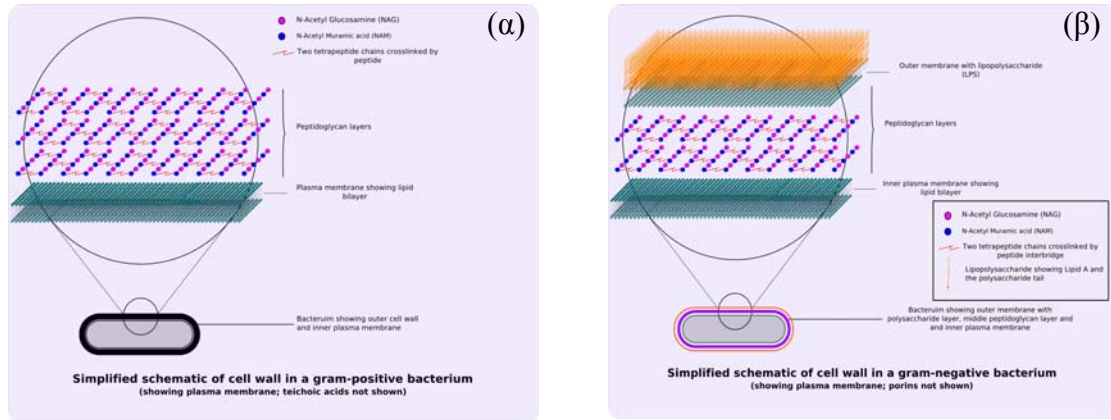 (α)
N-Acetyl Glucosamine (NAG)
N-Acetyl Muramic acid (NAM)
Two tetrapeptide chains crosslinked by
peptide
Peptidoglycan layers
Plasma membrane showing lipid
bilayer
Bacteruim showing outer cell wall
and inner plasma membrane
Simplified schematic of cell wall in a gram-positive bacterium
(showing plasma membrane; teichoic acids not shown)
(β)
Outer membrane with lipopolysaccharide
(LPS)
Peptidoglycan layers
Inner plasma membrane showing
lipid bilayer
N-Acetyl Glucosamine (NAG)
N-Acetyl Muramic acid (NAM)
Two tetrapeptide chains crosslinked by
peptide interbridge
Lipopolysaccharide showing Lipid A and
the polysaccharide tail
Bacteruim showing outer membrane with
polysaccharide layer, middle peptidoglycan layer and
and inner plasma membrane
Simplified schematic of cell wall in a gram-negative bacterium
(showing plasma membrane; porins not shown)